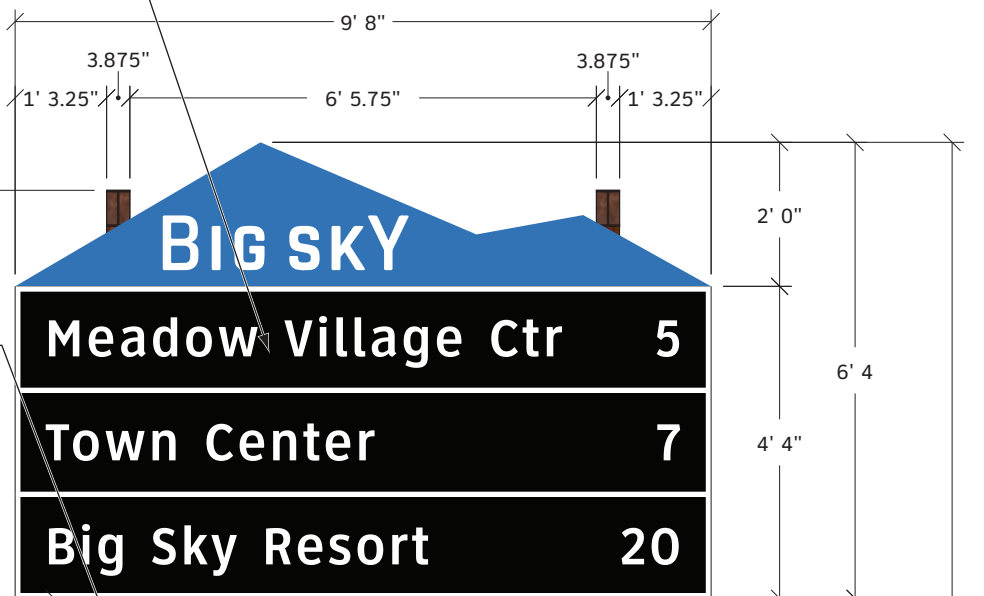 9' 8"
3.875" 3.875"
1' 3.25" 6' 5.75" 1' 3.25"
2' 0"
BIG SKY
Meadow Village Ctr 5
6' 4
Town Center 7
4' 4"
Big Sky Resort 20